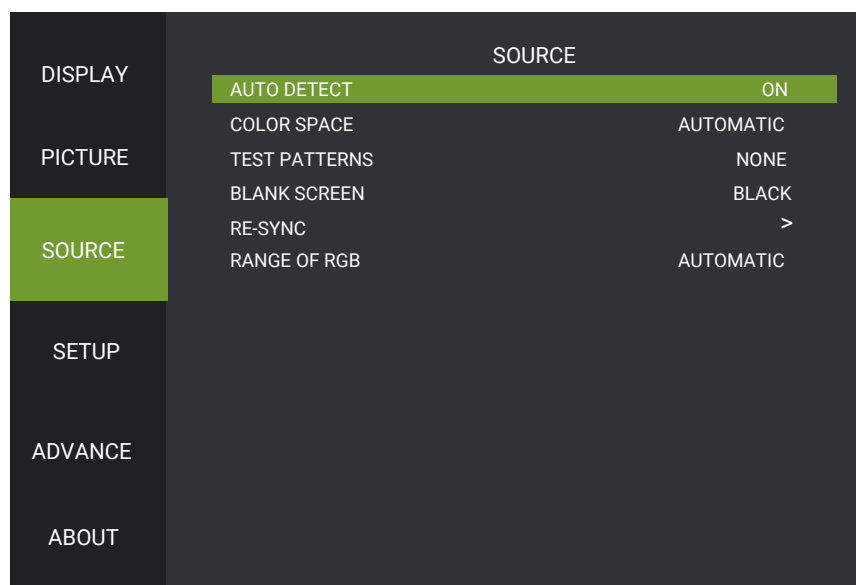 DISPLAY
PICTURE
SOURCE
SETUP
ADVANCE
ABOUT
SOURCE
AUTO DETECT ON
COLOR SPACE AUTOMATIC
TEST PATTERNS NONE
BLANK SCREEN BLACK
RE-SYNC >
RANGE OF RGB AUTOMATIC